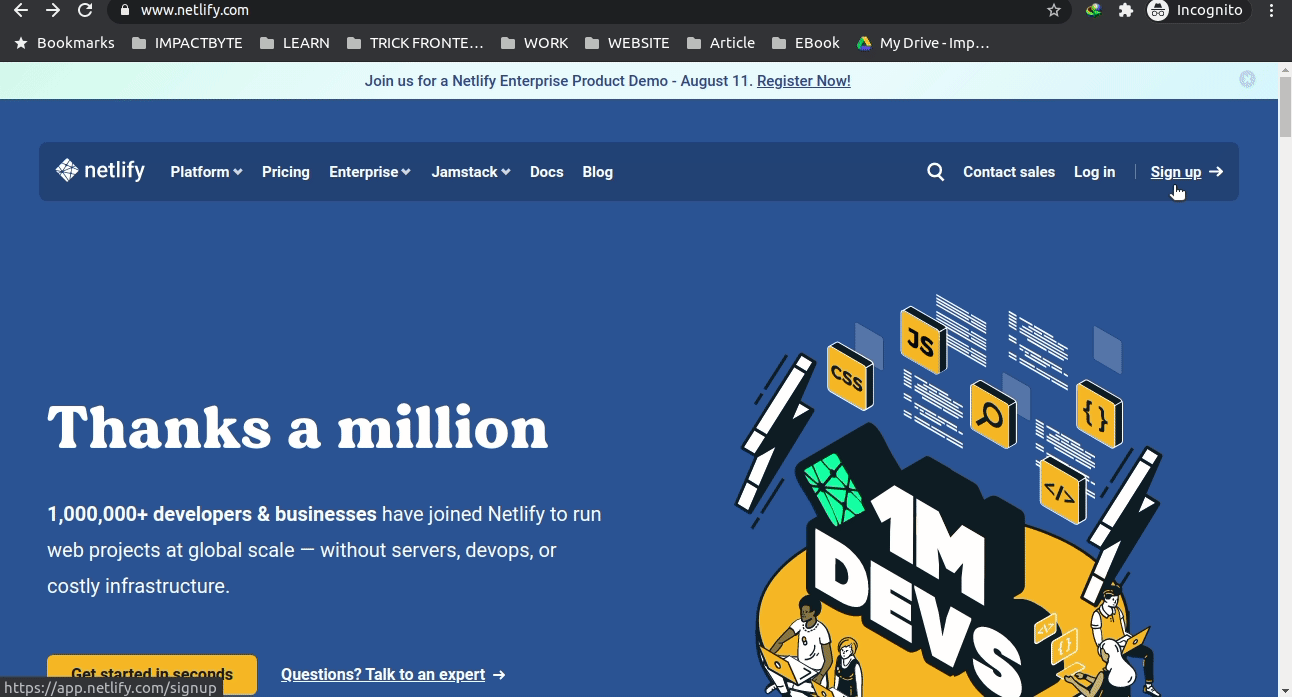 www.netlify.com
Incognito
Bookmarks IMPACTBYTE LEARN TRICK FRONTE... WORK WEBSITE Article EBook My Drive - Imp...
Join us for a Netlify Enterprise Product Demo - August 11. Register Now!
netlify Platform Pricing Enterprise Jamstack Docs Blog Contact sales Log in Sign up →
JS
CSS
{ }
</>
Thanks a million
1,000,000+ developers & businesses have joined Netlify to run
web projects at global scale — without servers, devops, or
costly infrastructure.
1M
DEVS
</>
{ }
</>
Get started in seconds Questions? Talk to an expert →
https://app.netlify.com/signup